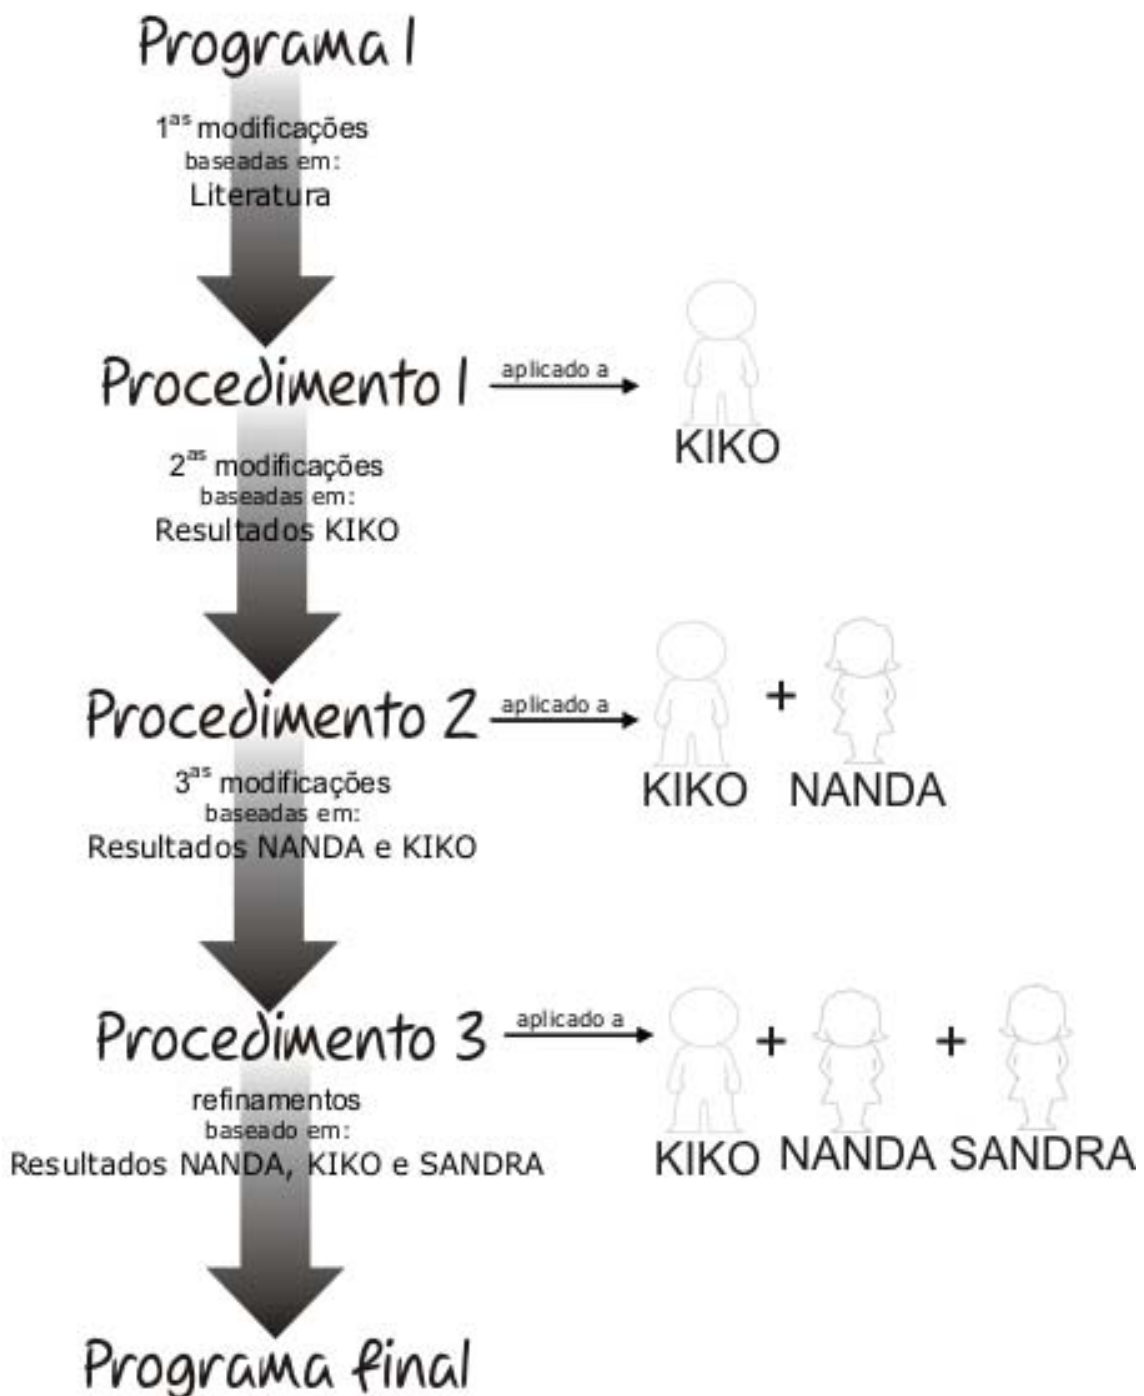 Programa 1
1as modificações
baseadas em:
Literatura
Procedimento 1
aplicado a
KIKO
2as modificações
baseadas em:
Resultados KIKO
Procedimento 2
aplicado a
+
KIKO NANDA
3as modificações
baseadas em:
Resultados NANDA e KIKO
Procedimento 3
aplicado a
+ +
KIKO NANDA SANDRA
refinamentos
baseado em:
Resultados NANDA, KIKO e SANDRA
Programa final